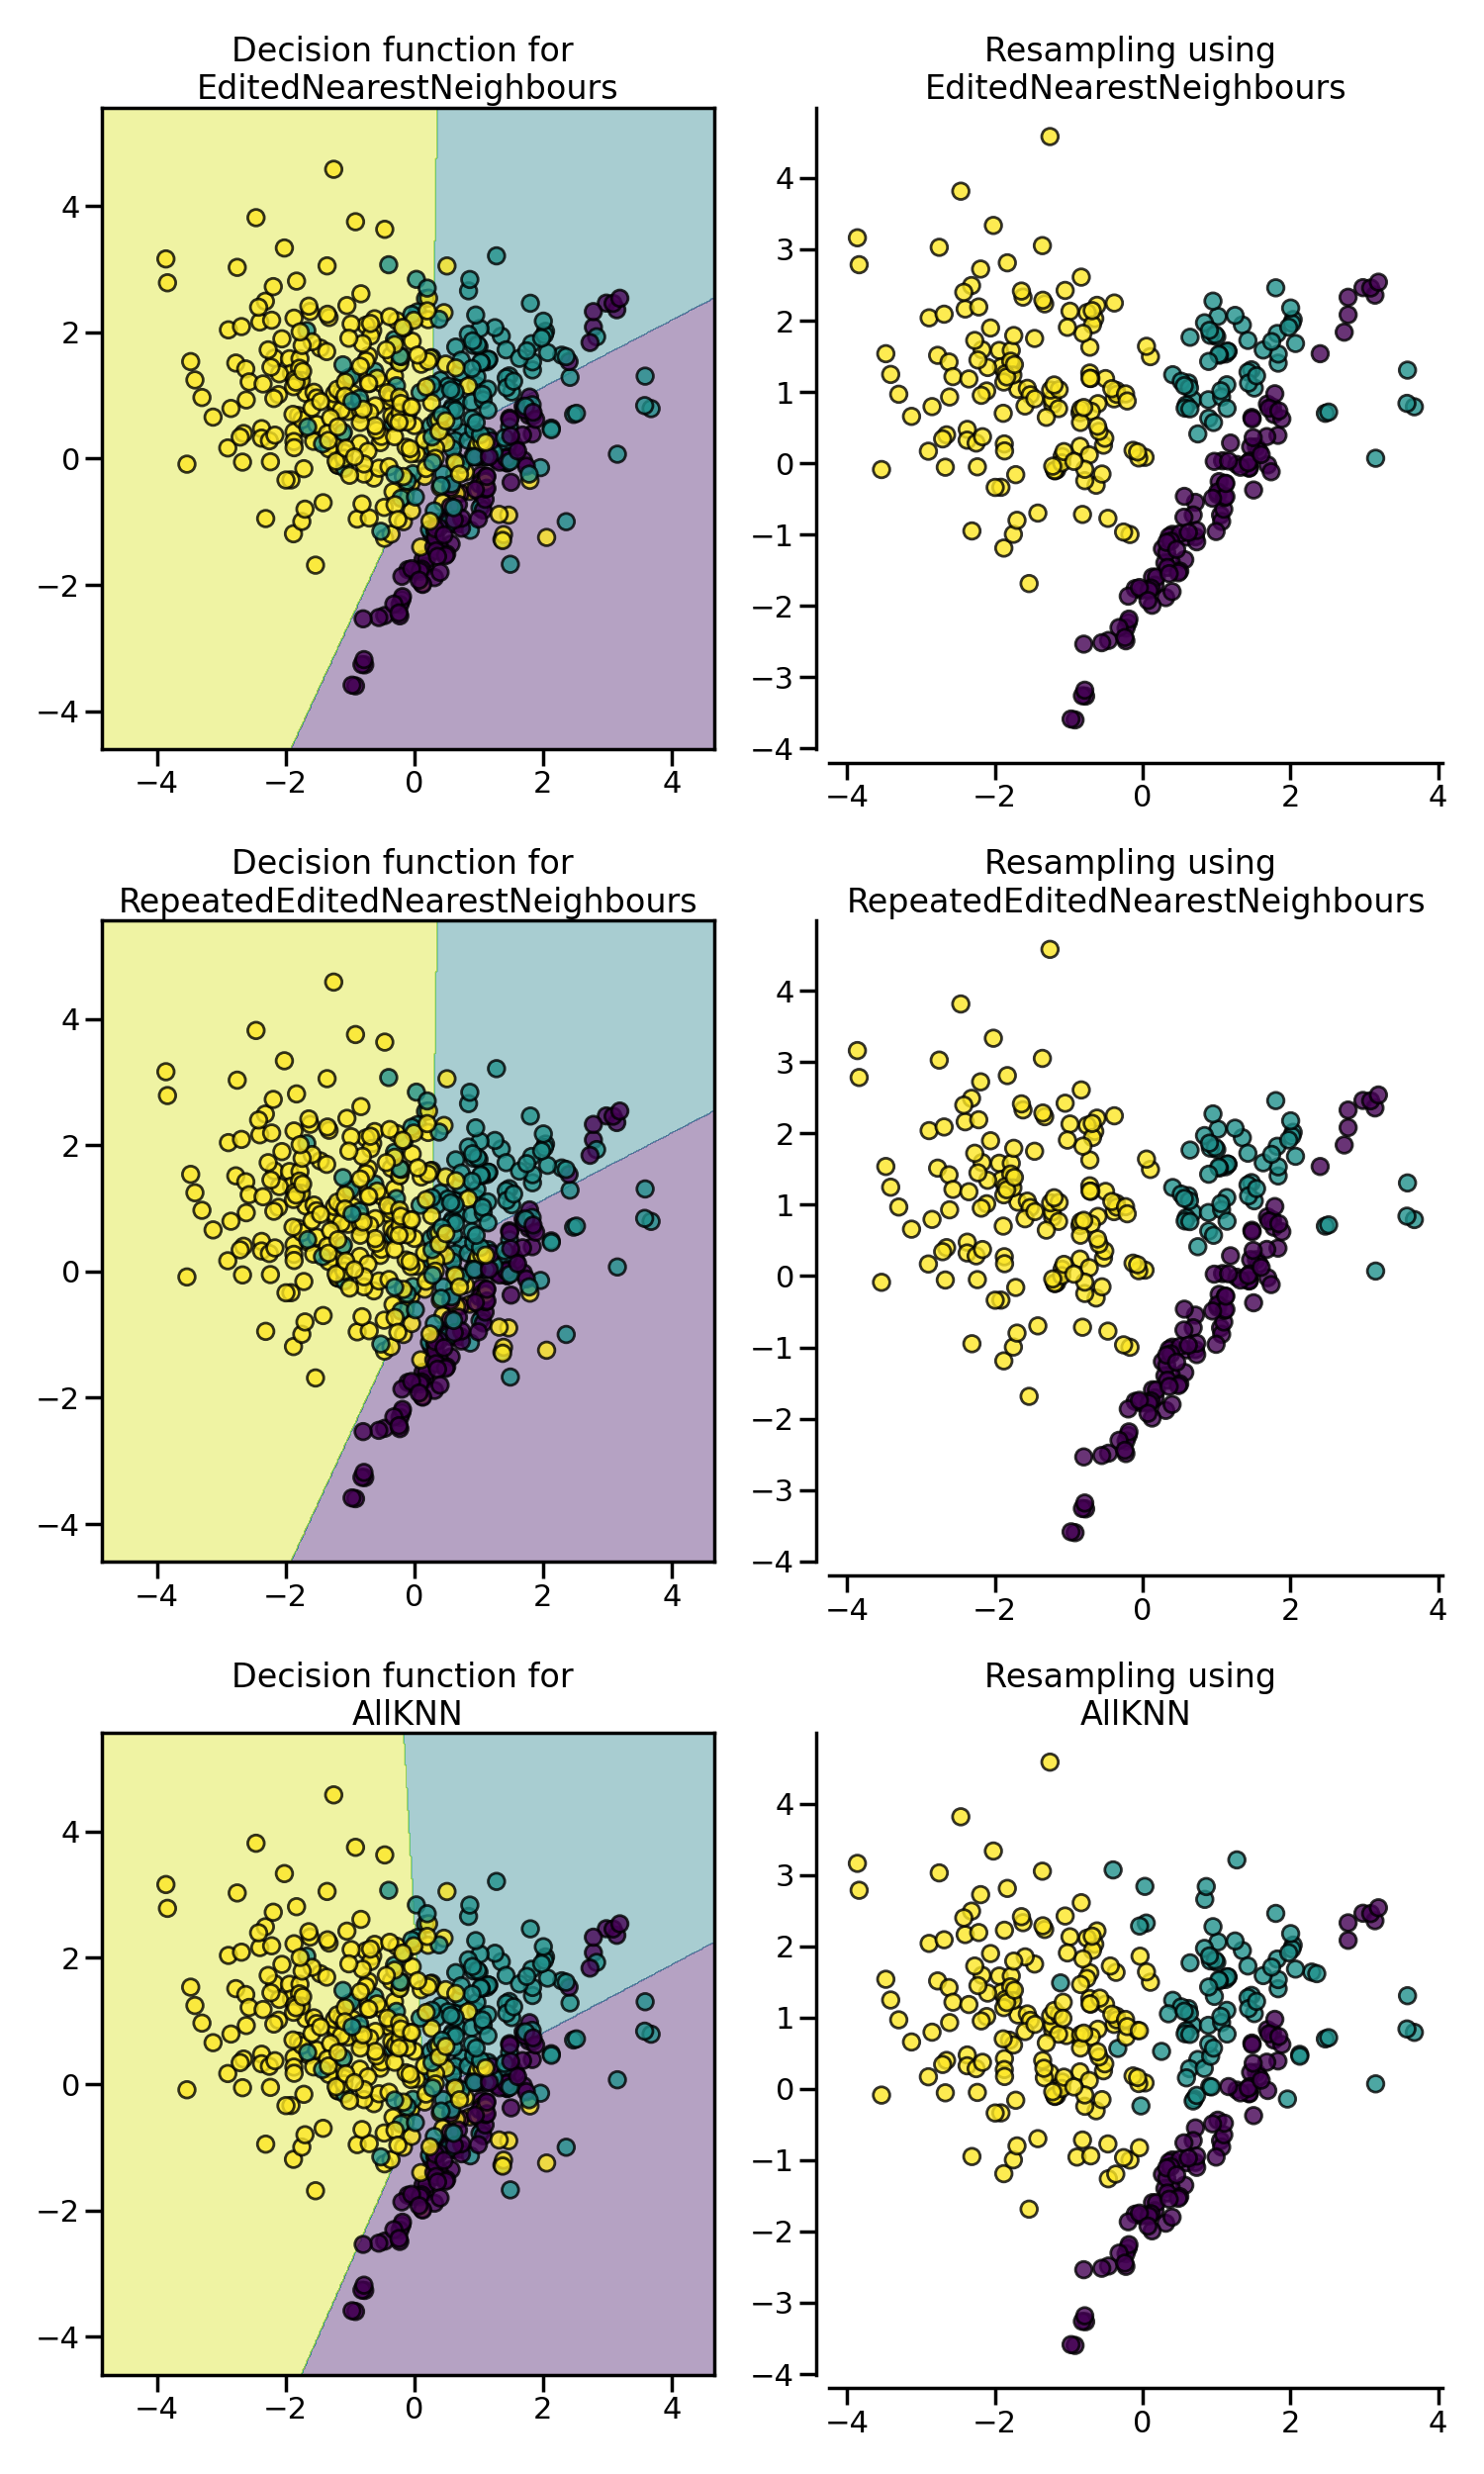 Decision function for
EditedNearestNeighbours
4
2
0
−2
−4
−4 −2 0 2 4
Resampling using
EditedNearestNeighbours
4
3
2
1
0
−1
−2
−3
−4
−4 −2 0 2 4
Decision function for
RepeatedEditedNearestNeighbours
4
2
0
−2
−4
−4 −2 0 2 4
Resampling using
RepeatedEditedNearestNeighbours
4
3
2
1
0
−1
−2
−3
−4
−4 −2 0 2 4
Decision function for
AllKNN
4
2
0
−2
−4
−4 −2 0 2 4
Resampling using
AllKNN
4
3
2
1
0
−1
−2
−3
−4
−4 −2 0 2 4